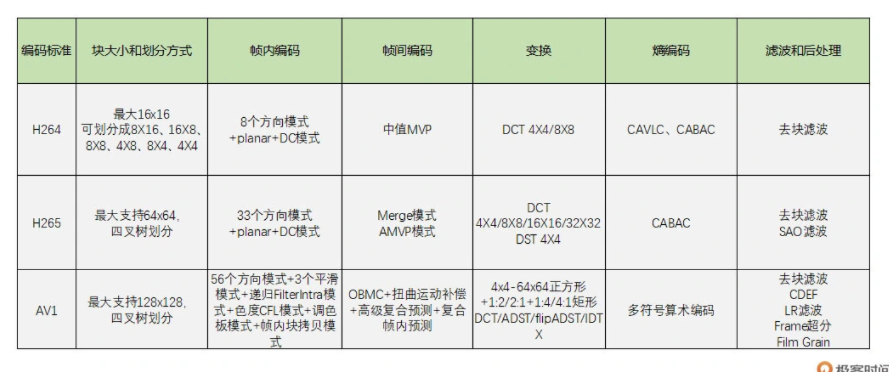 编码标准 块大小和划分方式 帧内编码 帧间编码 变换 熵编码 滤波和后处理
H264
最大16x16
可划分成8X16、16X8、
8X8、4X8、8X4、4X4
8个方向模式
+planar+DC模式
中值MVP
DCT 4X4/8X8
CAVLC、CABAC
去块滤波
H265
最大支持64x64,
四叉树划分
33个方向模式
+planar+DC模式
Merge模式
AMVP模式
DCT
4X4/8X8/16X16/32X32
DST 4X4
CABAC
去块滤波
SAO滤波
AV1
最大支持128x128,
四叉树划分
56个方向模式+3个平滑
模式+递归FilterIntra模
式+色度CFL模式+调色
板模式+帧内块拷贝模
式
OBMC+扭曲运动补偿
+高级复合预测+复合
帧内预测
4x4-64x64正方形
+1:2/2:1+1:4/4:1矩形
DCT/ADST/flipADST/IDT
X
多符号算术编码
去块滤波
CDEF
LR滤波
Frame超分
Film Grain
极客时间